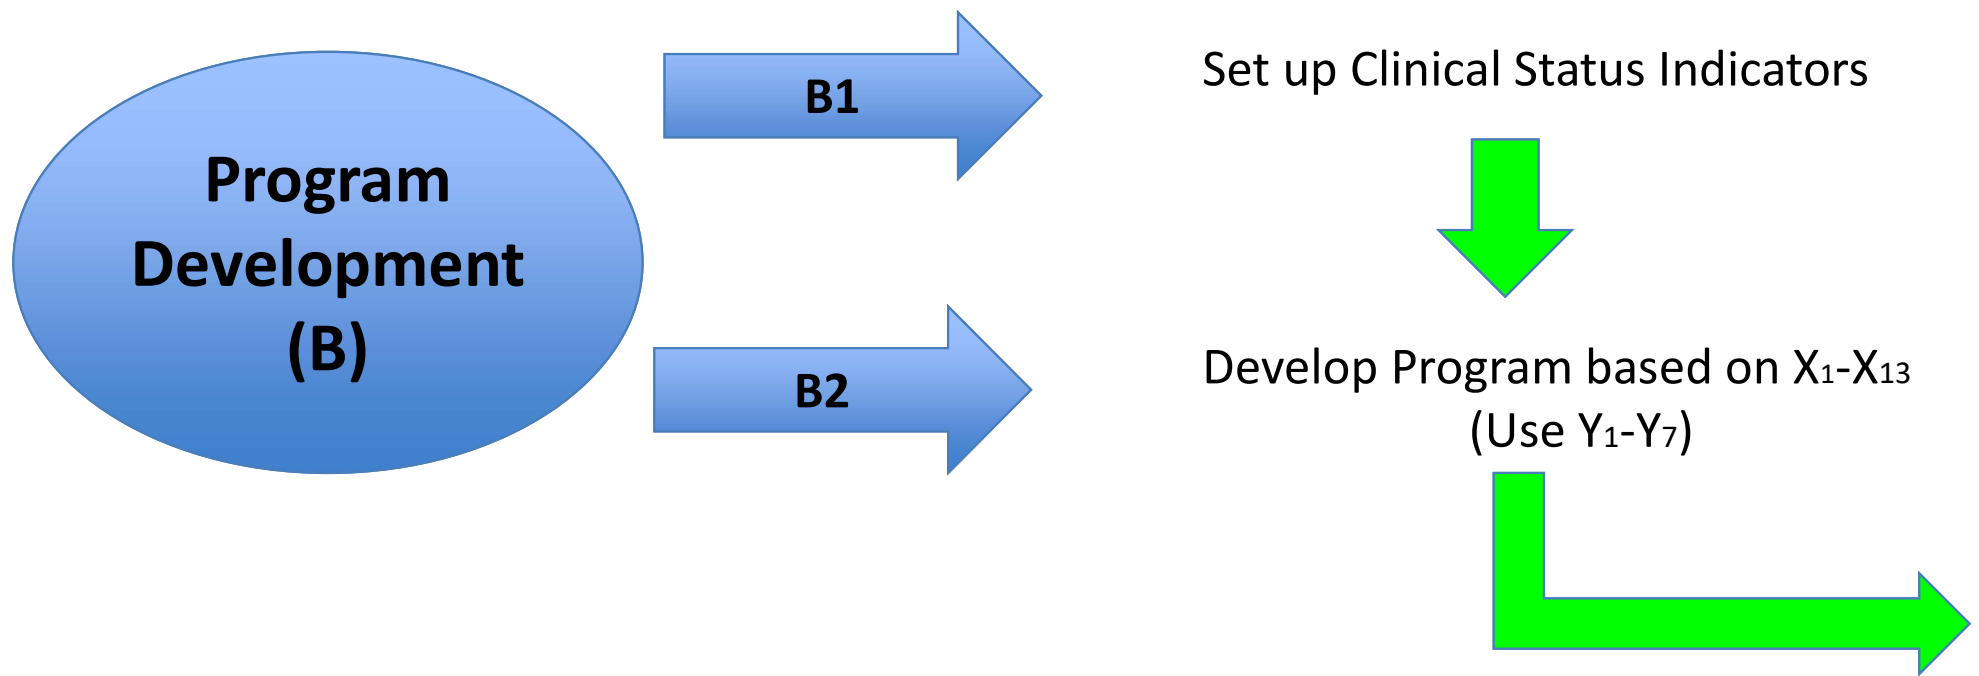 Program
Development
(B)
B1
Set up Clinical Status Indicators
B2
Develop Program based on X₁-X₁₃
(Use Y₁-Y₇)